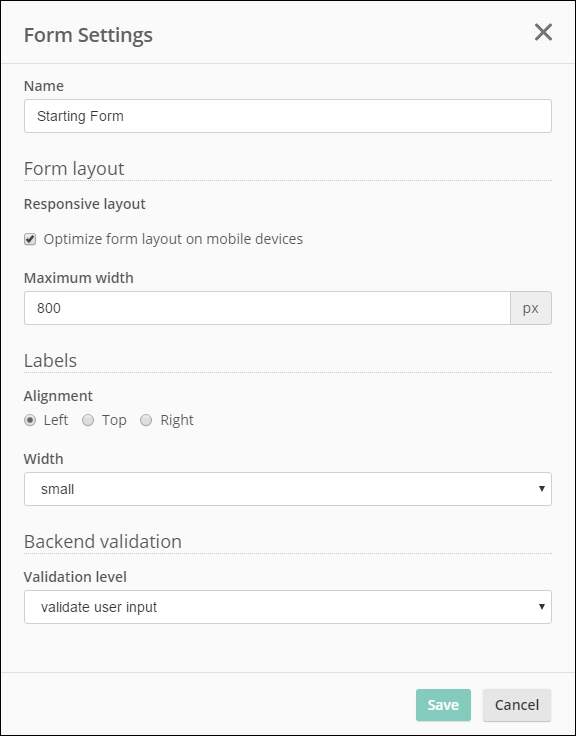 Form Settings
Name
Starting Form
Form layout
Responsive layout
Optimize form layout on mobile devices
Maximum width
800 px
Labels
Alignment
Left Top Right
Width
small
Backend validation
Validation level
validate user input
Save Cancel